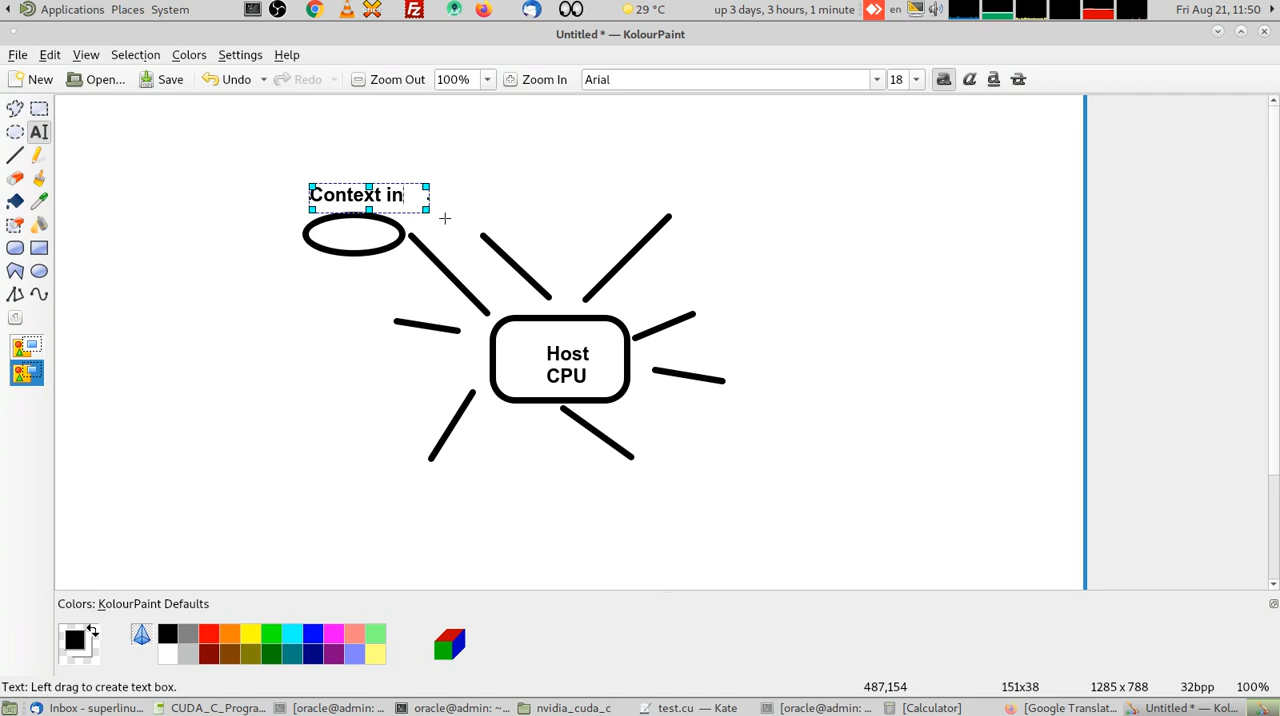 Applications Places System
29 °C
up 3 days, 3 hours, 1 minute
en
Fri Aug 21, 11:50
Untitled * — KolourPaint
File Edit View Selection Colors Settings Help
New Open... Save Undo Redo Zoom Out 100% Zoom In Arial 18
Context in
Host
CPU
Colors: KolourPaint Defaults
Text: Left drag to create text box. 487,154 151x38 1285 x 788 32bpp 100%
Inbox - superlinu... CUDA_C_Progra... [oracle@admin: ... oracle@admin: ~... nvidia_cuda_c test.cu — Kate [oracle@admin: ... [Calculator] [Google Translat... Untitled * — Kol...